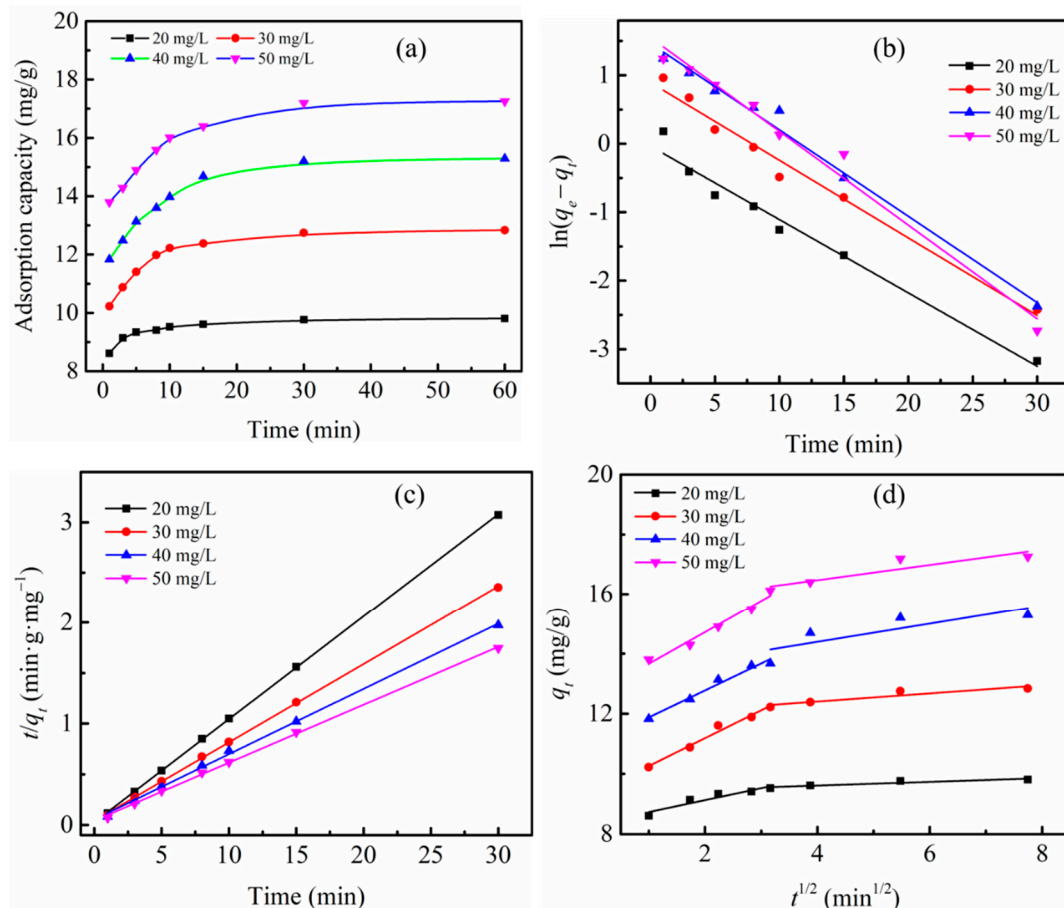 (a)
20 mg/L 30 mg/L
40 mg/L 50 mg/L
20
18
16
14
12
10
8
Adsorption capacity (mg/g)
0 10 20 30 40 50 60
Time (min)
(b)
20 mg/L
30 mg/L
40 mg/L
50 mg/L
1
0
-1
-2
-3
ln(qₑ − qₜ)
0 5 10 15 20 25 30
Time (min)
(c)
20 mg/L
30 mg/L
40 mg/L
50 mg/L
3
2
1
0
t/qₜ (min·g·mg⁻¹)
0 5 10 15 20 25 30
Time (min)
(d)
20 mg/L
30 mg/L
40 mg/L
50 mg/L
20
16
12
8
qₜ (mg/g)
2 4 6 8
t^1/2 (min^1/2)